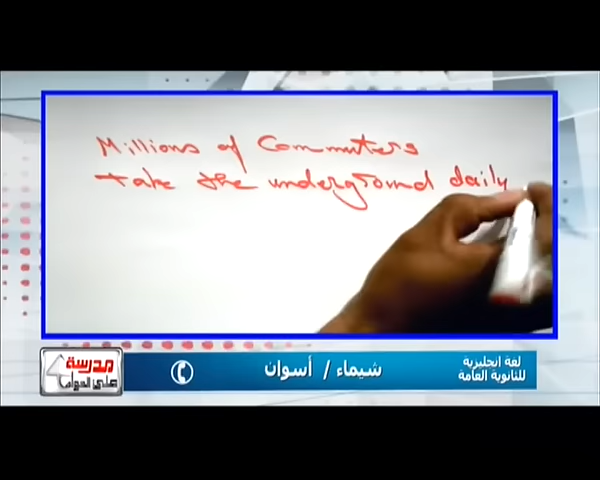 Millions of Commuters
take the underground daily
لغة انجليزية
للثانوية العامة
شيماء / أسوان
مدرسة
على الهواء